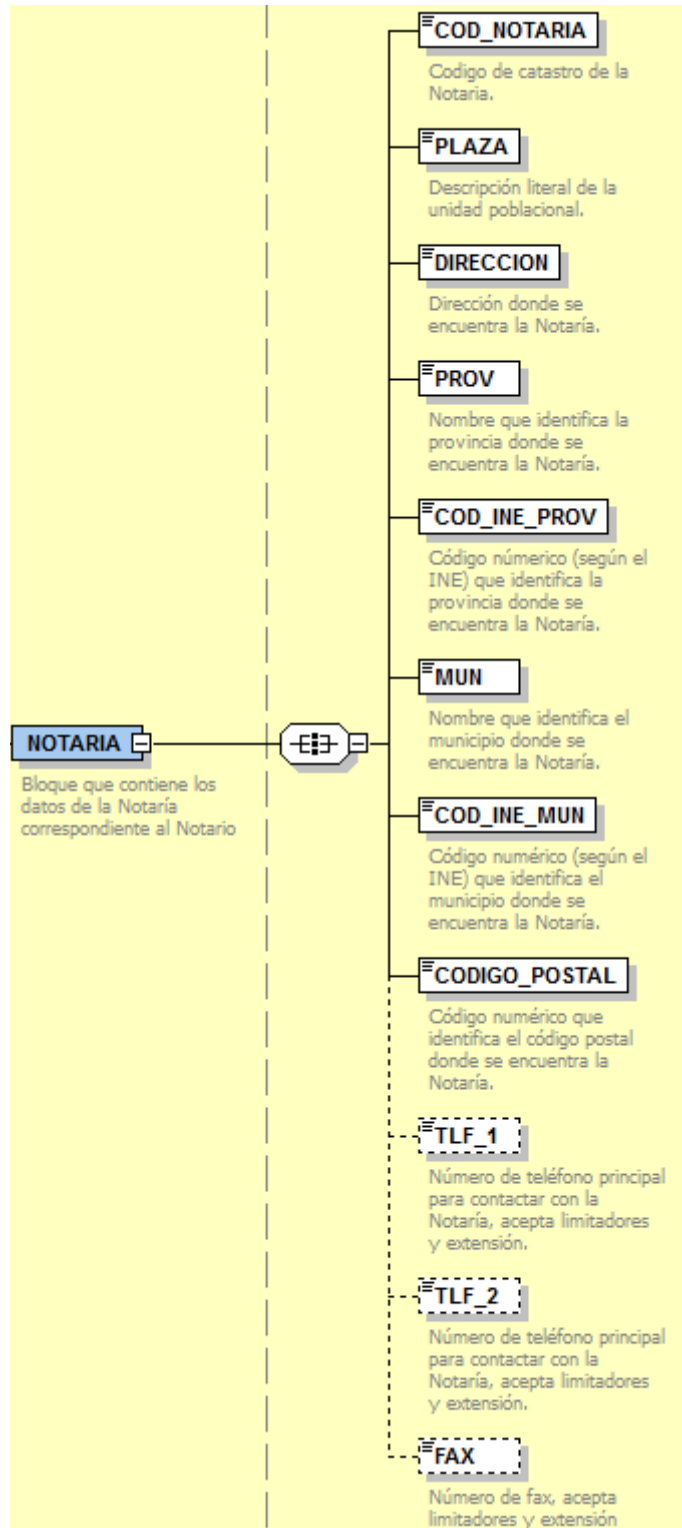 COD_NOTARIA
Codigo de catastro de la
Notaria.
PLAZA
Descripción literal de la
unidad poblacional.
DIRECCION
Dirección donde se
encuentra la Notaría.
PROV
Nombre que identifica la
provincia donde se
encuentra la Notaría.
COD_INE_PROV
Código númerico (según el
INE) que identifica la
provincia donde se
encuentra la Notaría.
MUN
Nombre que identifica el
municipio donde se
encuentra la Notaría.
NOTARIA
Bloque que contiene los
datos de la Notaría
correspondiente al Notario
COD_INE_MUN
Código numérico (según el
INE) que identifica el
municipio donde se
encuentra la Notaría.
CODIGO_POSTAL
Código numérico que
identifica el código postal
donde se encuentra la
Notaría.
TLF_1
Número de teléfono principal
para contactar con la
Notaría, acepta limitadores
y extensión.
TLF_2
Número de teléfono principal
para contactar con la
Notaría, acepta limitadores
y extensión.
FAX
Número de fax, acepta
limitadores y extensión